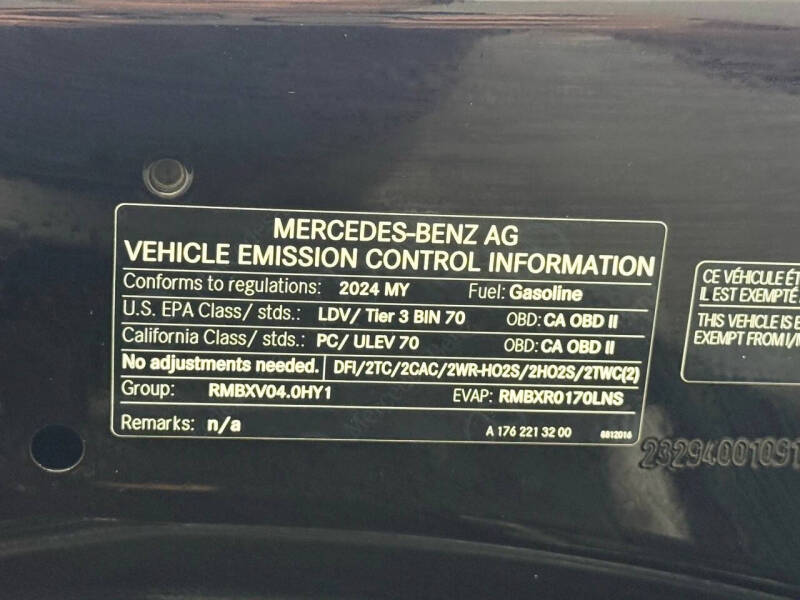 MERCEDES-BENZ AG
VEHICLE EMISSION CONTROL INFORMATION
Conforms to regulations: 2024 MY Fuel: Gasoline
U.S. EPA Class/ stds.: LDV/ Tier 3 BIN 70 OBD: CA OBD II
California Class/ stds.: PC/ ULEV 70 OBD: CA OBD II
No adjustments needed. DFI/2TC/2CAC/2WR-HO2S/2HO2S/2TWC(2)
Group: RMBXV04.0HY1 EVAP: RMBXR0170LNS
Remarks: n/a A 176 221 32 00 6812016
CE VÉHICULE ÉT
IL EST EXEMPTÉ
THIS VEHICLE IS E
EXEMPT FROM I/M
23294001091